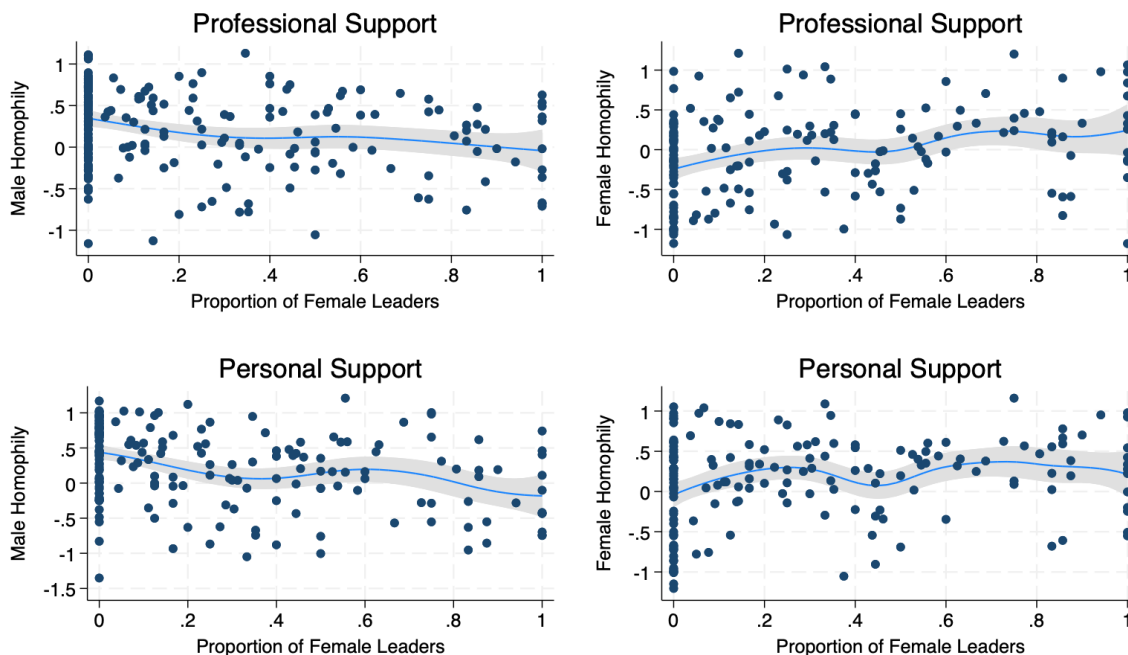 Professional Support
Male Homophily
1
.5
0
-.5
-1
0 .2 .4 .6 .8 1
Proportion of Female Leaders
Professional Support
Female Homophily
1
.5
0
-.5
-1
0 .2 .4 .6 .8 1
Proportion of Female Leaders
Personal Support
Male Homophily
1
.5
0
-.5
-1
-1.5
0 .2 .4 .6 .8 1
Proportion of Female Leaders
Personal Support
Female Homophily
1
.5
0
-.5
-1
0 .2 .4 .6 .8 1
Proportion of Female Leaders